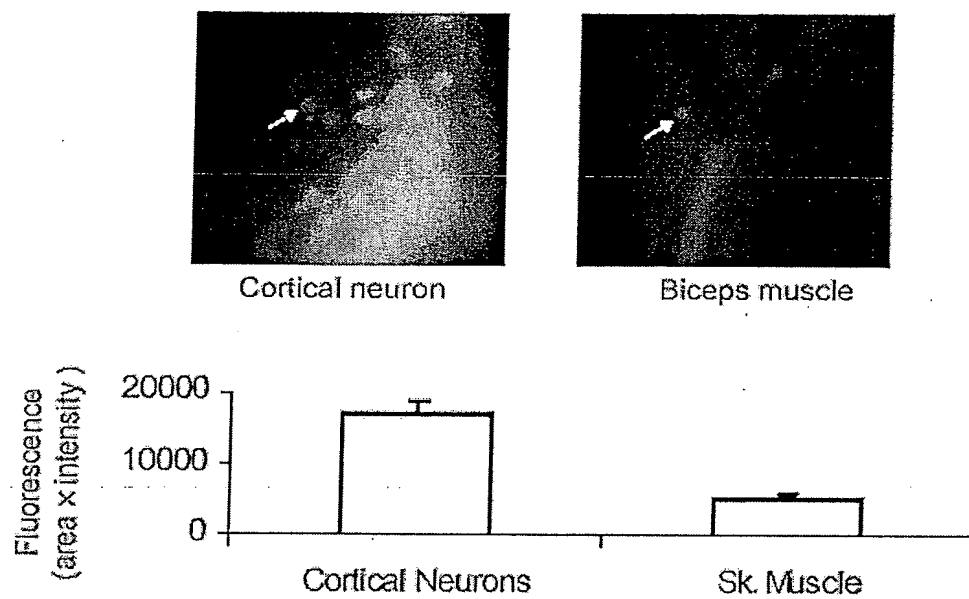 Cortical neuron
Biceps muscle
Fluorescence
(area x intensity)
20000
10000
0
Cortical Neurons
Sk. Muscle